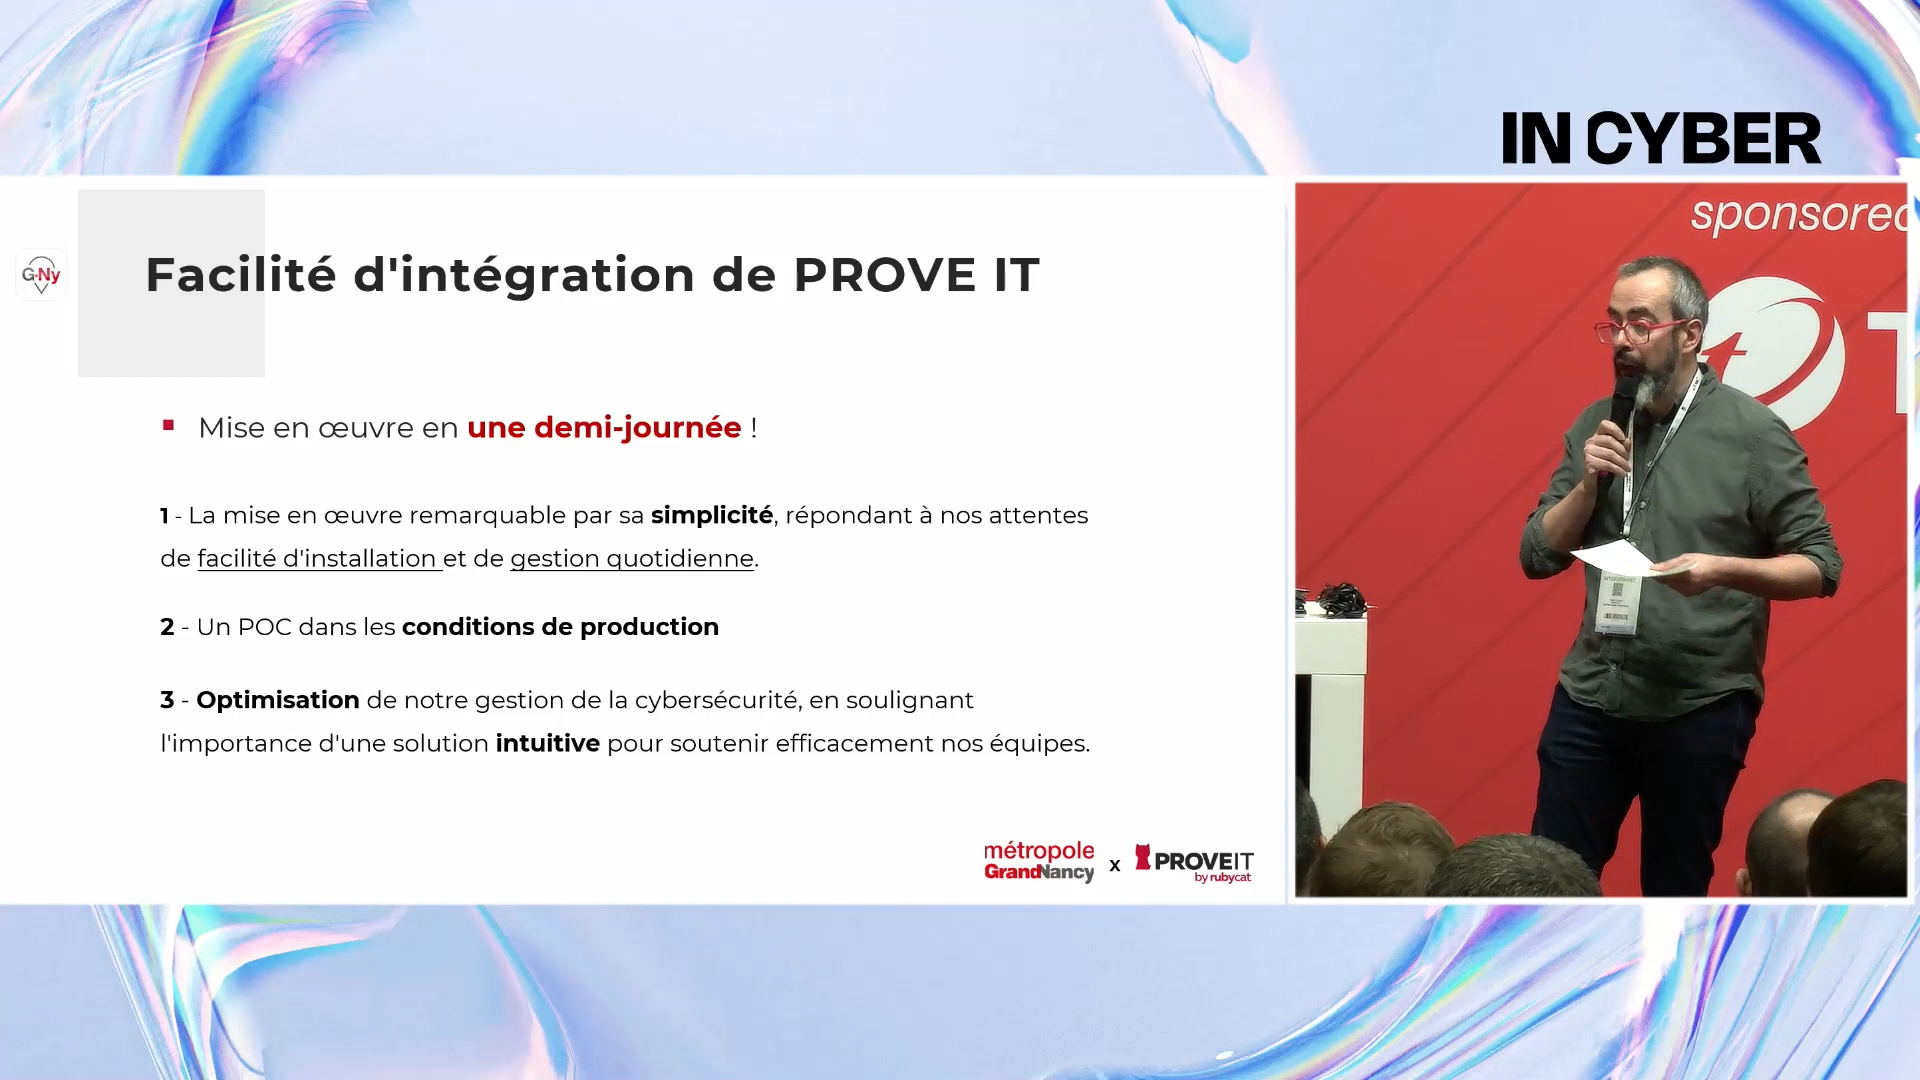 IN CYBER
G-Ny
Facilité d'intégration de PROVE IT
Mise en œuvre en une demi-journée !
1 - La mise en œuvre remarquable par sa simplicité, répondant à nos attentes
de facilité d'installation et de gestion quotidienne.
2 - Un POC dans les conditions de production
3 - Optimisation de notre gestion de la cybersécurité, en soulignant
l'importance d'une solution intuitive pour soutenir efficacement nos équipes.
métropole
GrandNancy
x
PROVEIT
by rubycat
sponsored
T
INTERVENANT